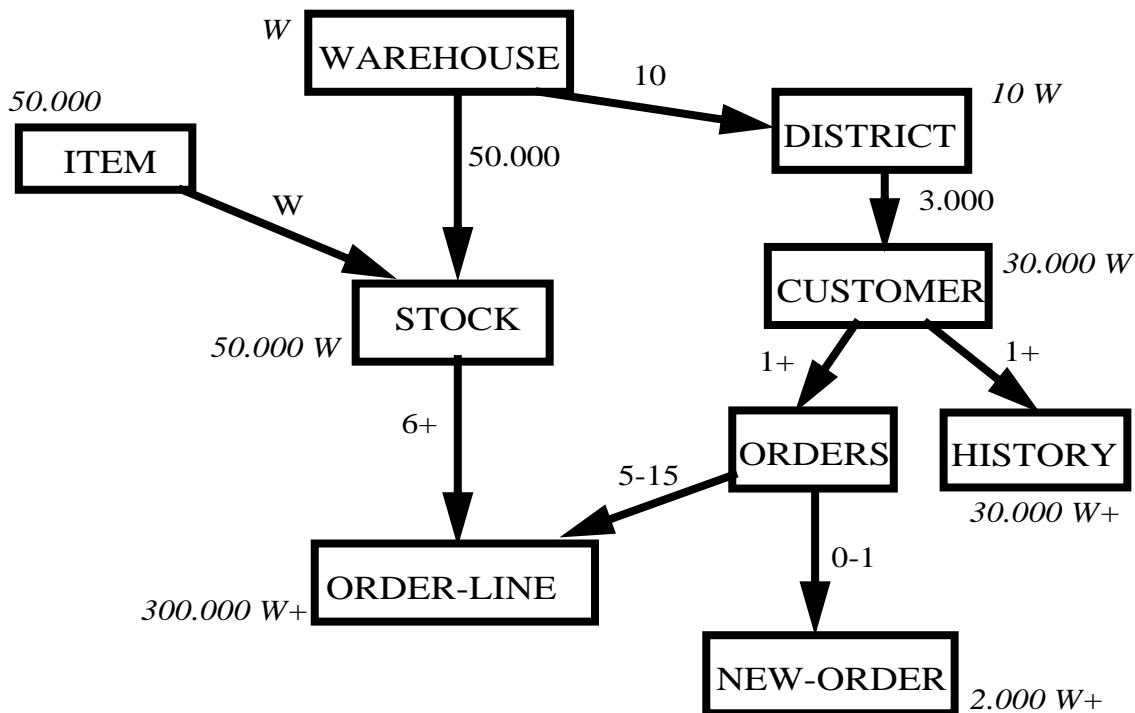 W
WAREHOUSE
10
50.000
10 W
ITEM
DISTRICT
50.000
W
3.000
CUSTOMER
30.000 W
STOCK
50.000 W
1+
1+
6+
ORDERS
HISTORY
5-15
30.000 W+
0-1
ORDER-LINE
300.000 W+
NEW-ORDER
2.000 W+